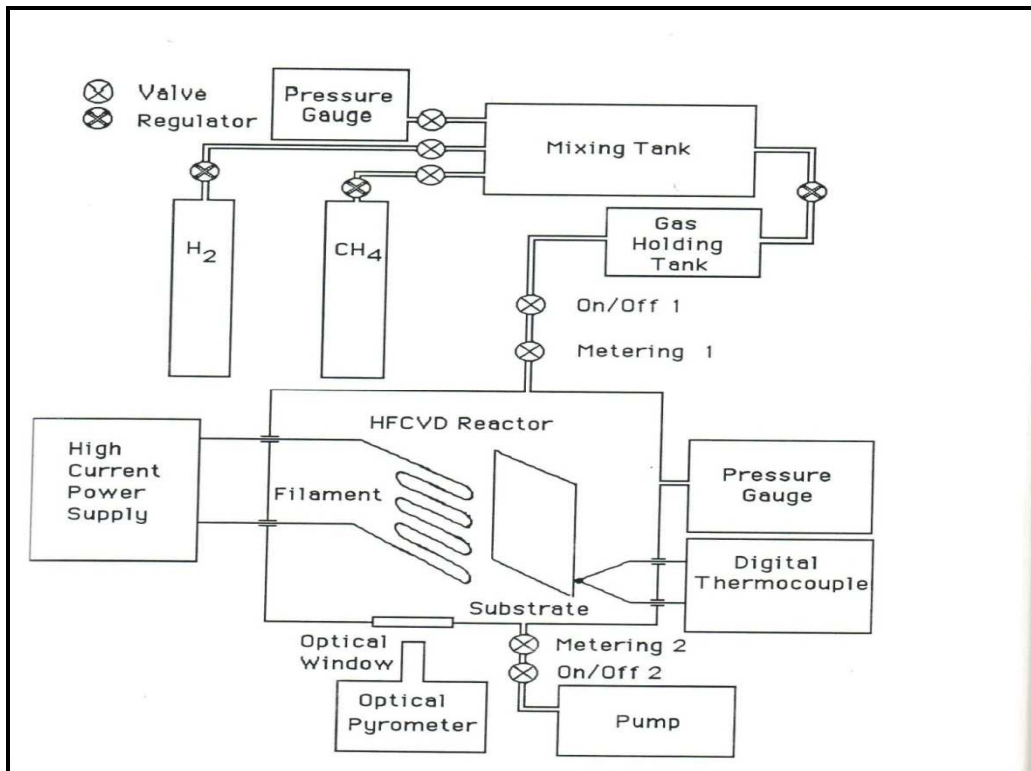 Valve
Regulator
Pressure
Gauge
Mixing Tank
H2
CH4
Gas
Holding
Tank
On/Off 1
Metering 1
HFCVD Reactor
High
Current
Power
Supply
Filament
Pressure
Gauge
Digital
Thermocouple
Substrate
Optical
Window
Metering 2
On/Off 2
Optical
Pyrometer
Pump